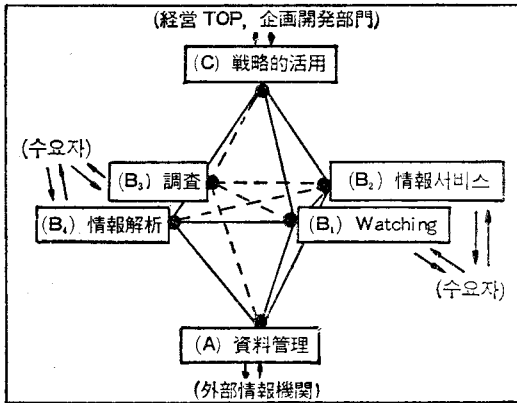 (経営 TOP, 企画開発部門)
(C) 戦略的活用
(수요자)
(B₃) 調査
(B₂) 情報서비스
(B₄) 情報解析
(B₁) Watching
(수요자)
(A) 資料管理
(外部情報機関)